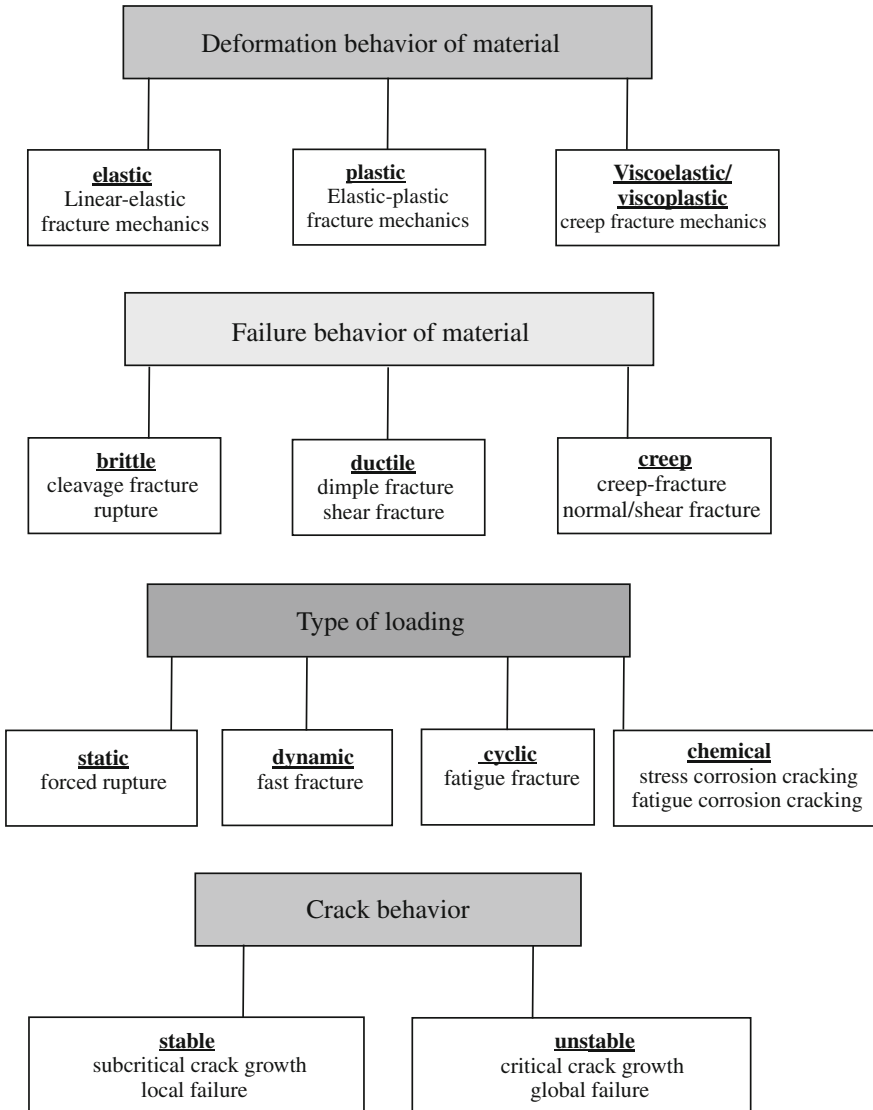 Deformation behavior of material
elastic
Linear-elastic
fracture mechanics
plastic
Elastic-plastic
fracture mechanics
Viscoelastic/
viscoplastic
creep fracture mechanics
Failure behavior of material
brittle
cleavage fracture
rupture
ductile
dimple fracture
shear fracture
creep
creep-fracture
normal/shear fracture
Type of loading
static
forced rupture
dynamic
fast fracture
cyclic
fatigue fracture
chemical
stress corrosion cracking
fatigue corrosion cracking
Crack behavior
stable
subcritical crack growth
local failure
unstable
critical crack growth
global failure